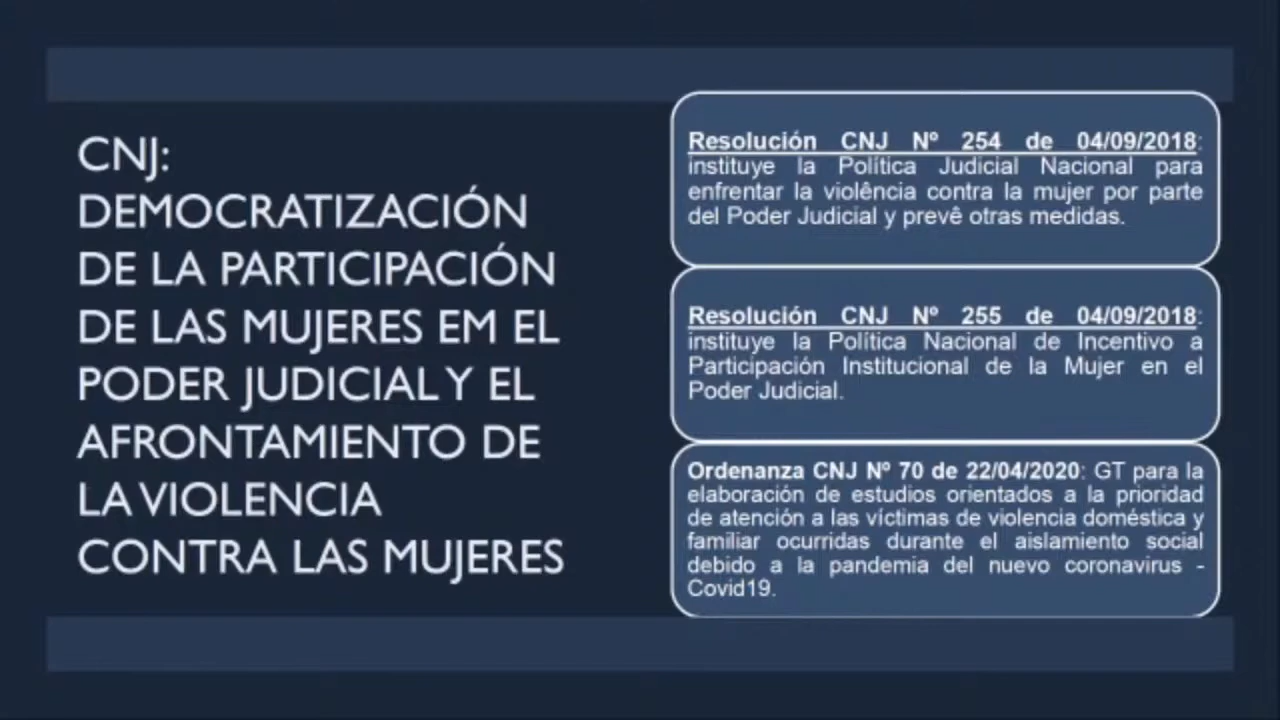 CNJ:
DEMOCRATIZACIÓN
DE LA PARTICIPACIÓN
DE LAS MUJERES EM EL
PODER JUDICIAL Y EL
AFRONTAMIENTO DE
LA VIOLENCIA
CONTRA LAS MUJERES
Resolución CNJ Nº 254 de 04/09/2018:
instituye la Política Judicial Nacional para
enfrentar la violência contra la mujer por parte
del Poder Judicial y prevê otras medidas.
Resolución CNJ Nº 255 de 04/09/2018:
instituye la Política Nacional de Incentivo a
Participación Institucional de la Mujer en el
Poder Judicial.
Ordenanza CNJ Nº 70 de 22/04/2020: GT para la
elaboración de estudios orientados a la prioridad
de atención a las víctimas de violencia doméstica y
familiar ocurridas durante el aislamiento social
debido a la pandemia del nuevo coronavirus -
Covid19.